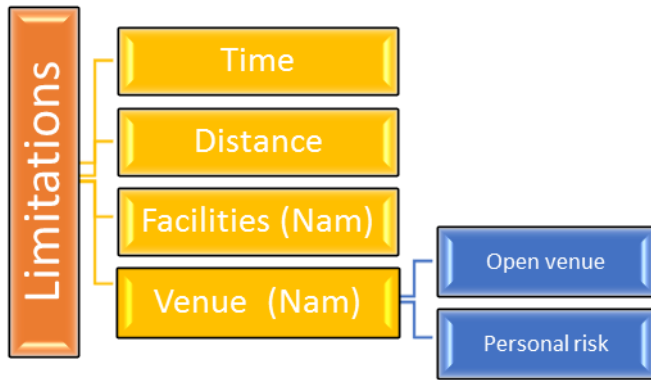 Limitations
Time
Distance
Facilities (Nam)
Venue  (Nam)
Open venue
Personal risk